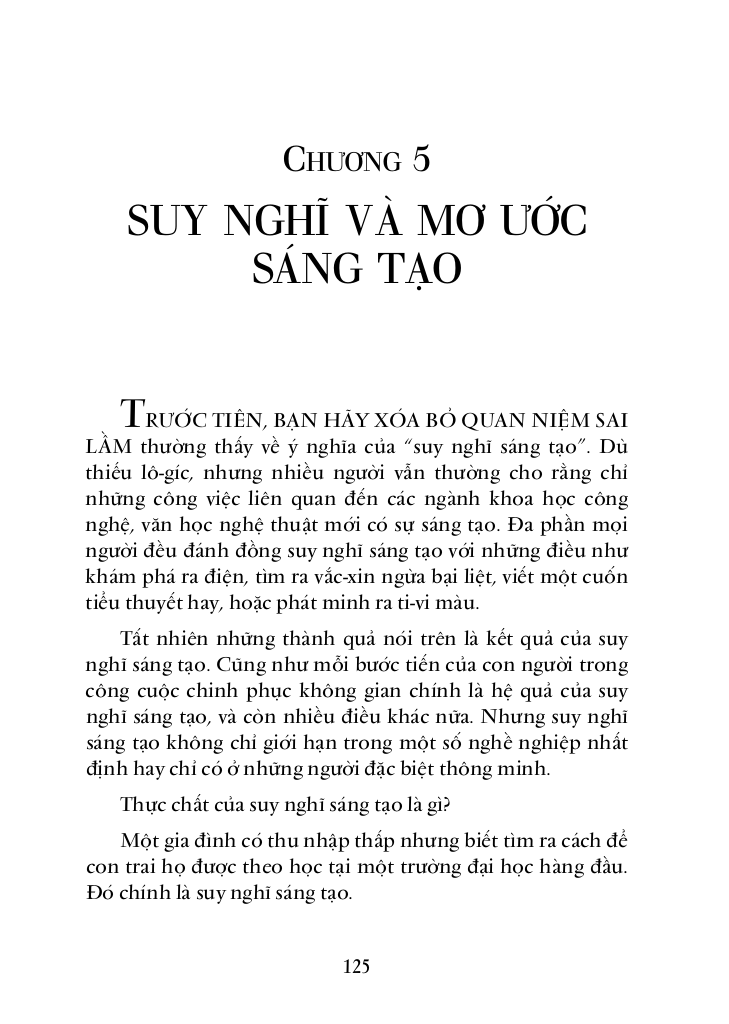 CHƯƠNG 5
SUY NGHĨ VÀ MƠ ƯỚC
SÁNG TẠO
TRƯỚC TIÊN, BẠN HÃY XÓA BỎ QUAN NIỆM SAI
LẦM thường thấy về ý nghĩa của “suy nghĩ sáng tạo”. Dù
thiếu lô-gíc, nhưng nhiều người vẫn thường cho rằng chỉ
những công việc liên quan đến các ngành khoa học công
nghệ, văn học nghệ thuật mới có sự sáng tạo. Đa phần mọi
người đều đánh đồng suy nghĩ sáng tạo với những điều như
khám phá ra điện, tìm ra vắc-xin ngừa bại liệt, viết một cuốn
tiểu thuyết hay, hoặc phát minh ra ti-vi màu.
Tất nhiên những thành quả nói trên là kết quả của suy
nghĩ sáng tạo. Cũng như mỗi bước tiến của con người trong
công cuộc chinh phục không gian chính là hệ quả của suy
nghĩ sáng tạo, và còn nhiều điều khác nữa. Nhưng suy nghĩ
sáng tạo không chỉ giới hạn trong một số nghề nghiệp nhất
định hay chỉ có ở những người đặc biệt thông minh.
Thực chất của suy nghĩ sáng tạo là gì?
Một gia đình có thu nhập thấp nhưng biết tìm ra cách để
con trai họ được theo học tại một trường đại học hàng đầu.
Đó chính là suy nghĩ sáng tạo.
125